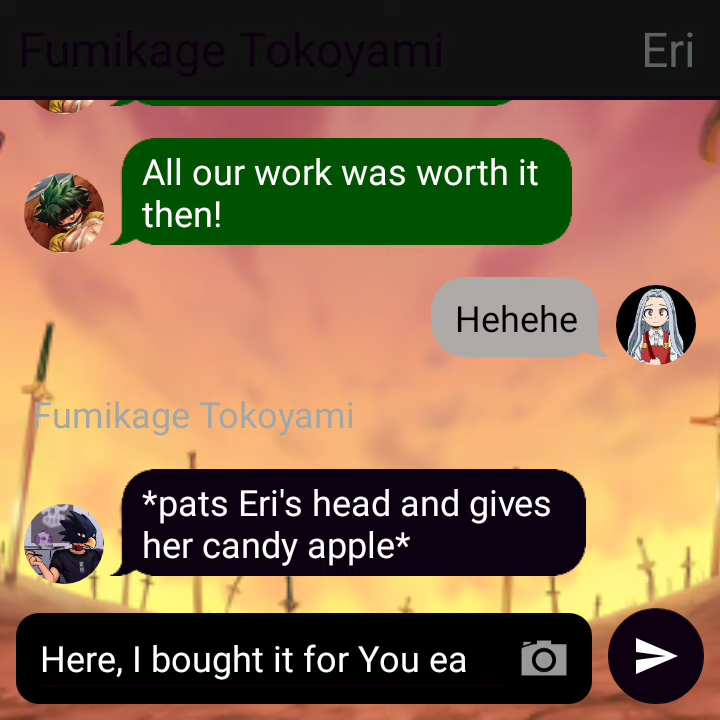 Fumikage Tokoyami
Eri
All our work was worth it
then!
Hehehe
Fumikage Tokoyami
*pats Eri's head and gives
her candy apple*
Here, I bought it for You ea